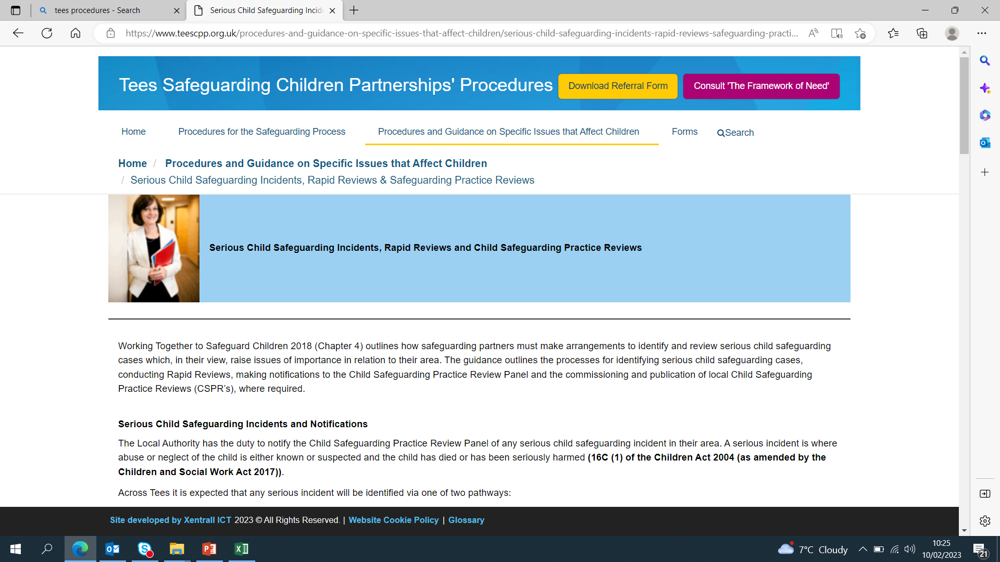 tees procedures - Search
Serious Child Safeguarding Incid
https://www.teescpp.org.uk/procedures-and-guidance-on-specific-issues-that-affect-children/serious-child-safeguarding-incidents-rapid-reviews-safeguarding-practi...
Tees Safeguarding Children Partnerships' Procedures
Download Referral Form
Consult 'The Framework of Need'
Home
Procedures for the Safeguarding Process
Procedures and Guidance on Specific Issues that Affect Children
Forms
Search
Home / Procedures and Guidance on Specific Issues that Affect Children
/ Serious Child Safeguarding Incidents, Rapid Reviews & Safeguarding Practice Reviews
Serious Child Safeguarding Incidents, Rapid Reviews and Child Safeguarding Practice Reviews
Working Together to Safeguard Children 2018 (Chapter 4) outlines how safeguarding partners must make arrangements to identify and review serious child safeguarding
cases which, in their view, raise issues of importance in relation to their area. The guidance outlines the processes for identifying serious child safeguarding cases,
conducting Rapid Reviews, making notifications to the Child Safeguarding Practice Review Panel and the commissioning and publication of local Child Safeguarding
Practice Reviews (CSPR’s), where required.
Serious Child Safeguarding Incidents and Notifications
The Local Authority has the duty to notify the Child Safeguarding Practice Review Panel of any serious child safeguarding incident in their area. A serious incident is where
abuse or neglect of the child is either known or suspected and the child has died or has been seriously harmed (16C (1) of the Children Act 2004 (as amended by the
Children and Social Work Act 2017)).
Across Tees it is expected that any serious incident will be identified via one of two pathways:
Site developed by Xentrall ICT 2023 © All Rights Reserved. | Website Cookie Policy | Glossary
7°C Cloudy
10:25
10/02/2023
21